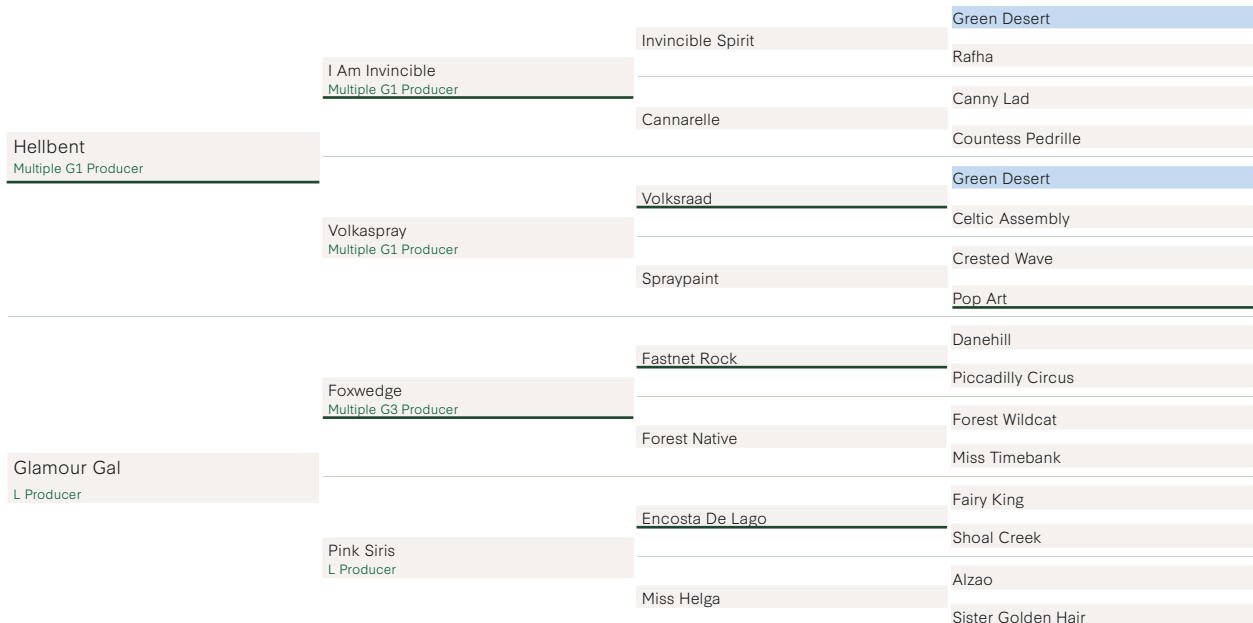 Hellbent
Multiple G1 Producer
Glamour Gal
L Producer
I Am Invincible
Multiple G1 Producer
Volkaspray
Multiple G1 Producer
Foxwedge
Multiple G3 Producer
Pink Siris
L Producer
Invincible Spirit
Cannarelle
Volksraad
Spraypaint
Fastnet Rock
Forest Native
Encosta De Lago
Miss Helga
Green Desert
Rafha
Canny Lad
Countess Pedrille
Green Desert
Celtic Assembly
Crested Wave
Pop Art
Danehill
Piccadilly Circus
Forest Wildcat
Miss Timebank
Fairy King
Shoal Creek
Alzao
Sister Golden Hair